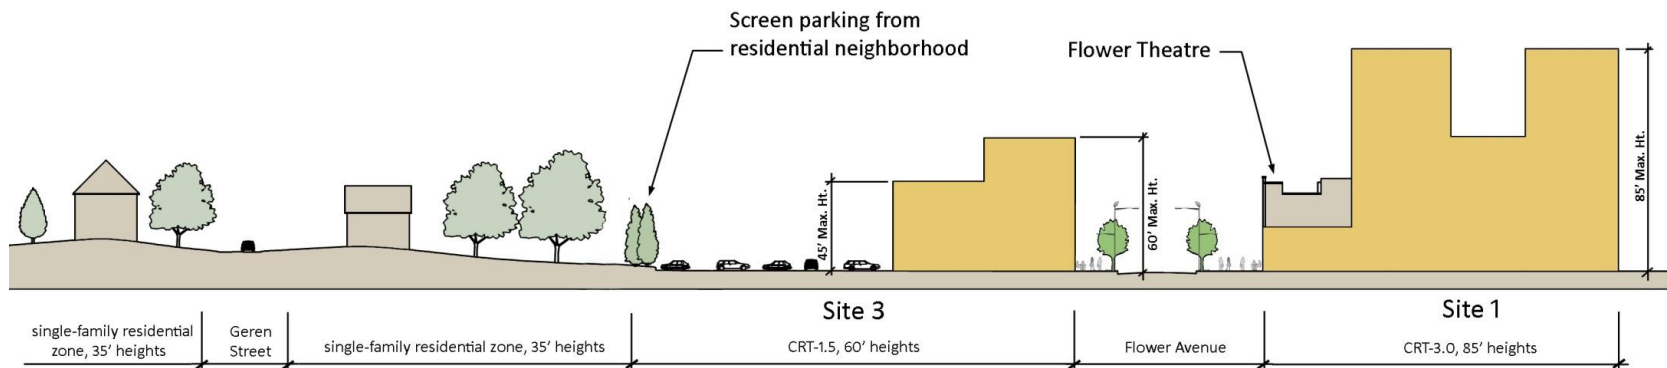 Screen parking from
residential neighborhood
Flower Theatre
45' Max. Ht.
60' Max. Ht.
85' Max. Ht.
Site 3
Site 1
single-family residential
zone, 35' heights
Geren
Street
single-family residential zone, 35' heights
CRT-1.5, 60' heights
Flower Avenue
CRT-3.0, 85' heights